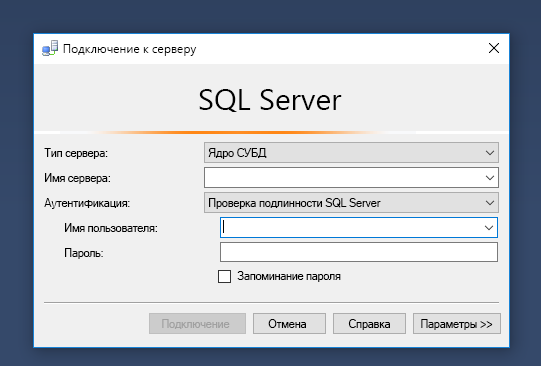 Подключение к серверу
SQL Server
Тип сервера: Ядро СУБД
Имя сервера:
Аутентификация: Проверка подлинности SQL Server
Имя пользователя:
Пароль:
Запоминание пароля
Подключение Отмена Справка Параметры >>